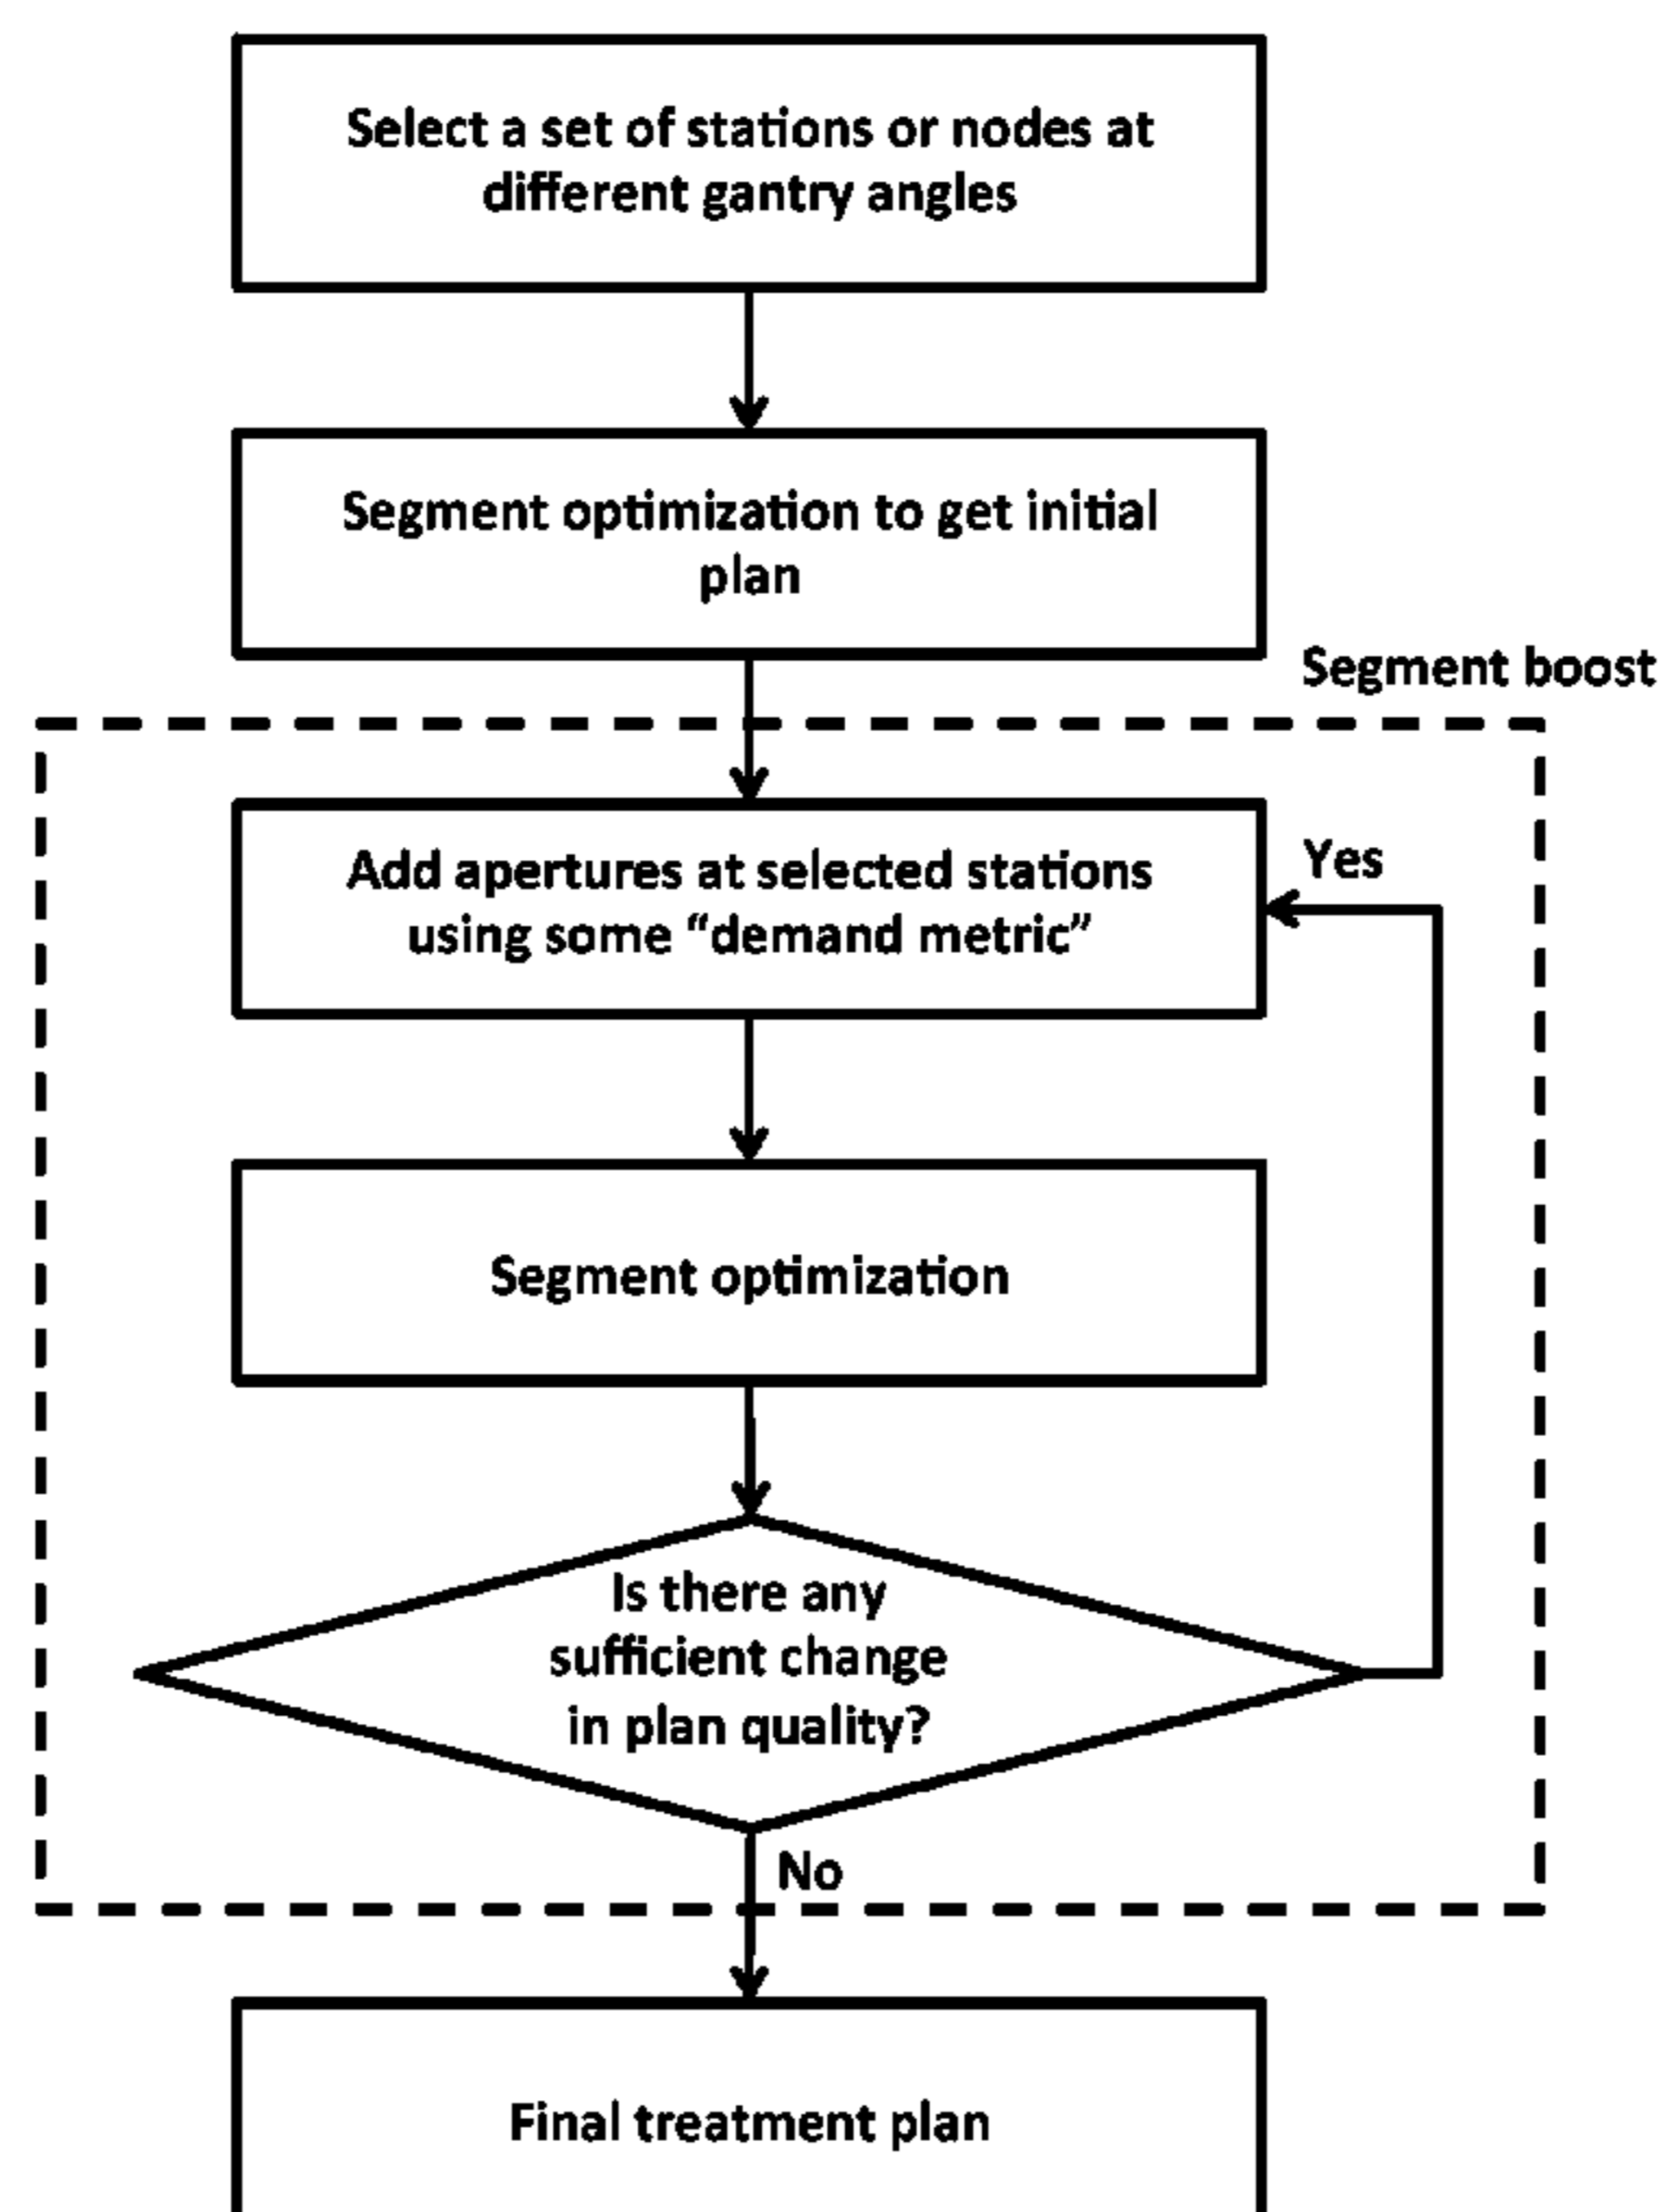 Select a set of stations or nodes at
different gantry angles
Segment optimization to get initial
plan
Segment boost
Add apertures at selected stations
using some “demand metric”
Yes
Segment optimization
Is there any
sufficient change
in plan quality?
No
Final treatment plan